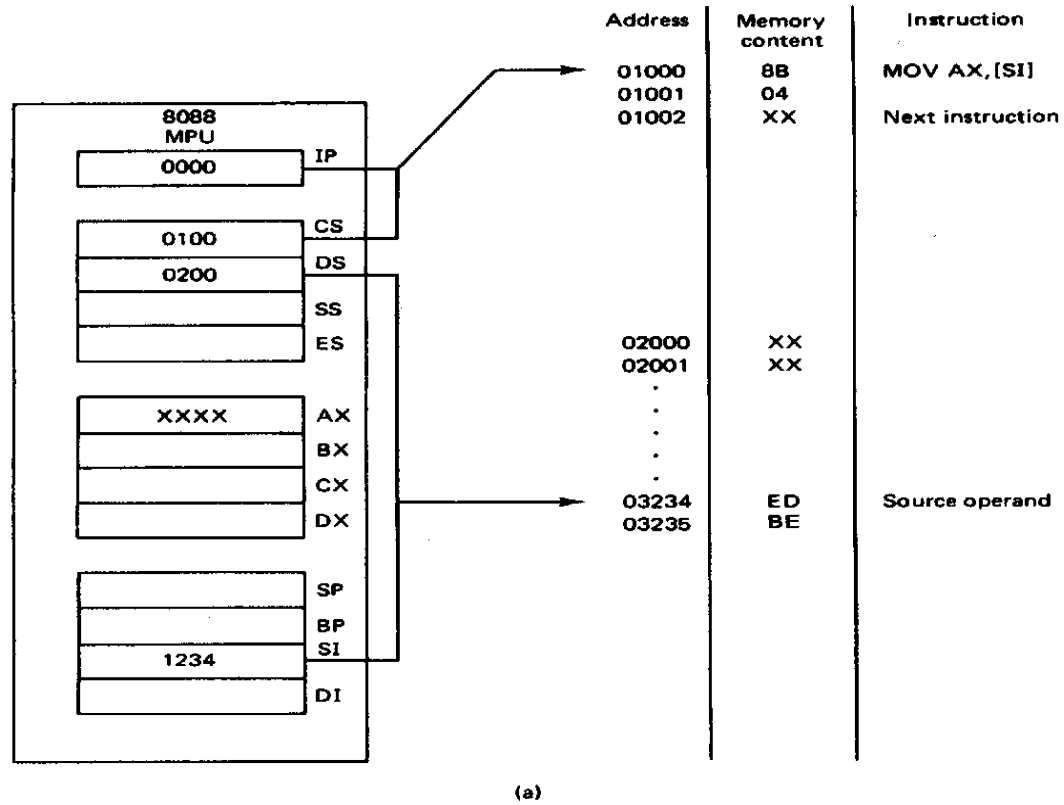 Address Memory content Instruction
01000 8B MOV AX,[SI]
01001 04
01002 XX Next instruction
8088
MPU
0000 IP
0100 CS
0200 DS
SS
ES
02000 XX
02001 XX
XXXX AX
BX
CX
DX
03234 ED Source operand
03235 BE
SP
BP
1234 SI
DI
(a)